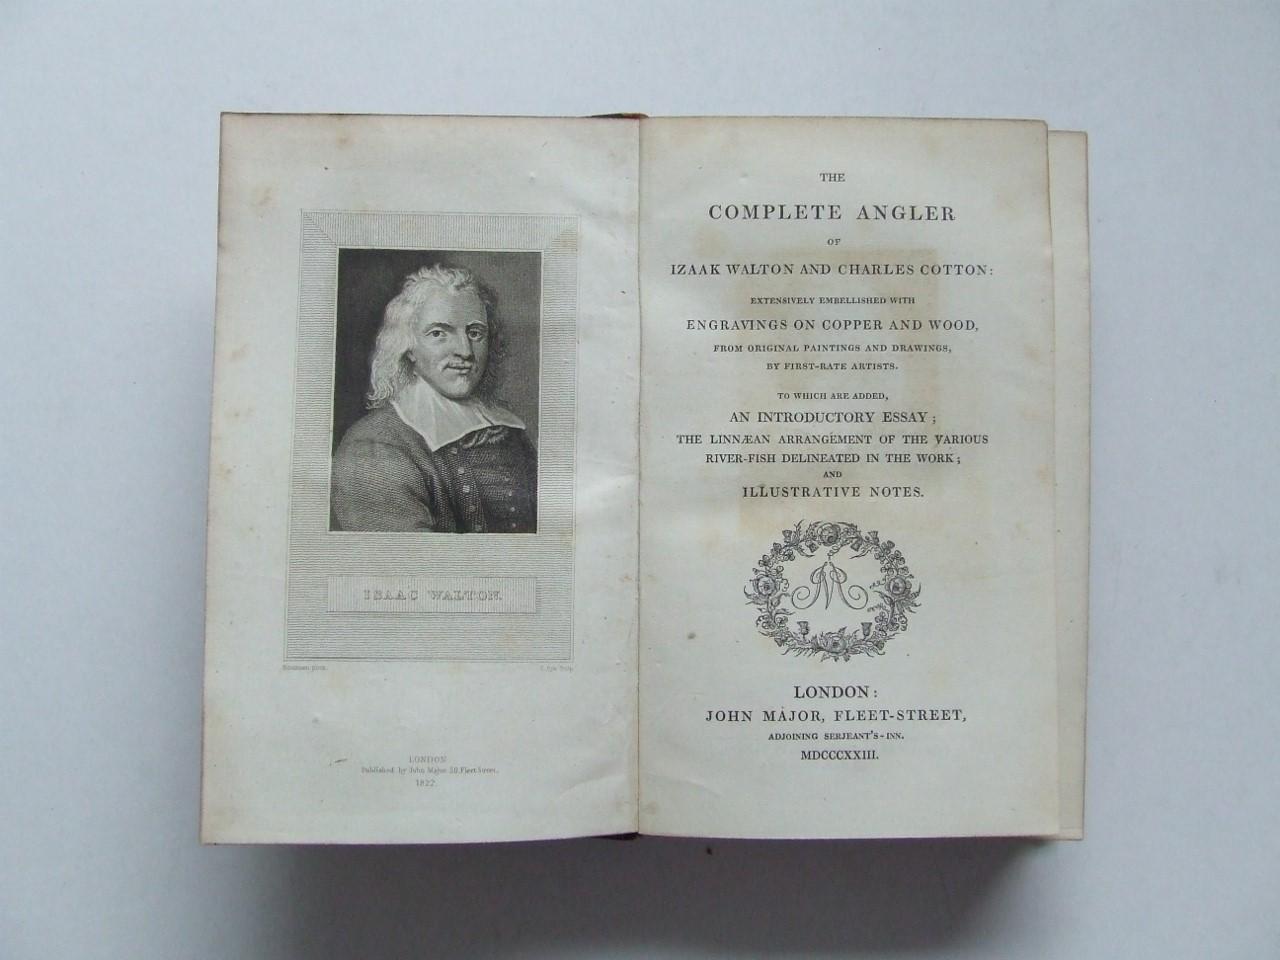 ISAAC WALTON.
LONDON
Published by John Major 50 Fleet Street.
1822.
THE
COMPLETE ANGLER
OF
IZAAK WALTON AND CHARLES COTTON:
EXTENSIVELY EMBELLISHED WITH
ENGRAVINGS ON COPPER AND WOOD,
FROM ORIGINAL PAINTINGS AND DRAWINGS,
BY FIRST-RATE ARTISTS.
TO WHICH ARE ADDED,
AN INTRODUCTORY ESSAY;
THE LINNÆAN ARRANGEMENT OF THE VARIOUS
RIVER-FISH DELINEATED IN THE WORK;
AND
ILLUSTRATIVE NOTES.
LONDON:
JOHN MAJOR, FLEET-STREET,
ADJOINING SERJEANT'S-INN.
MDCCCXXIII.